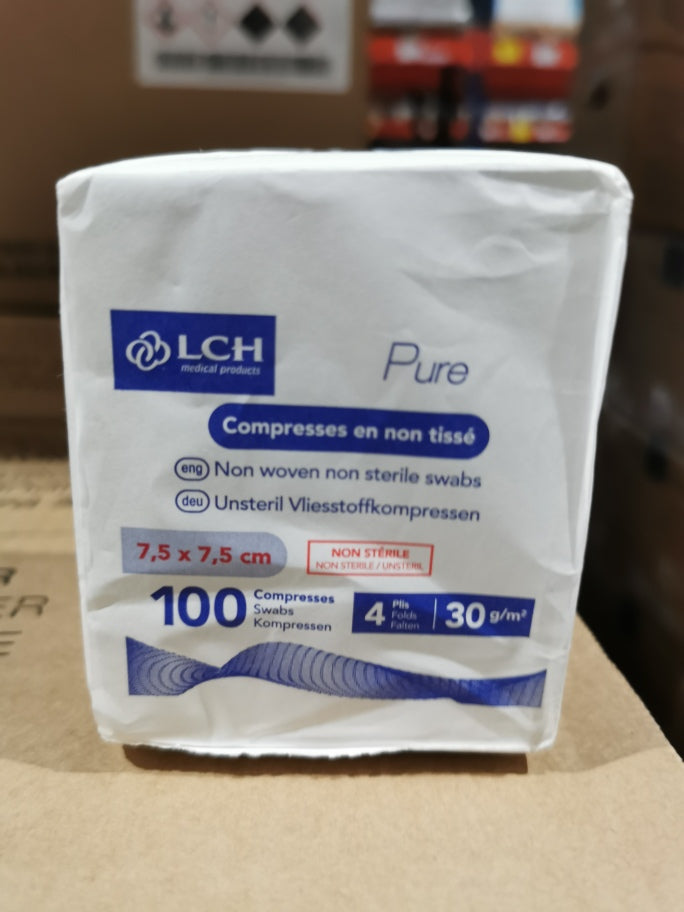 LCH
medical products
Pure
Compresses en non tissé
eng Non woven non sterile swabs
deu Unsteril Vliesstoffkompressen
7,5 x 7,5 cm
NON STÉRILE
NON STERILE / UNSTERIL
100 Compresses
Swabs
Kompressen
4 Plis
Folds
Falten
30 g/m²